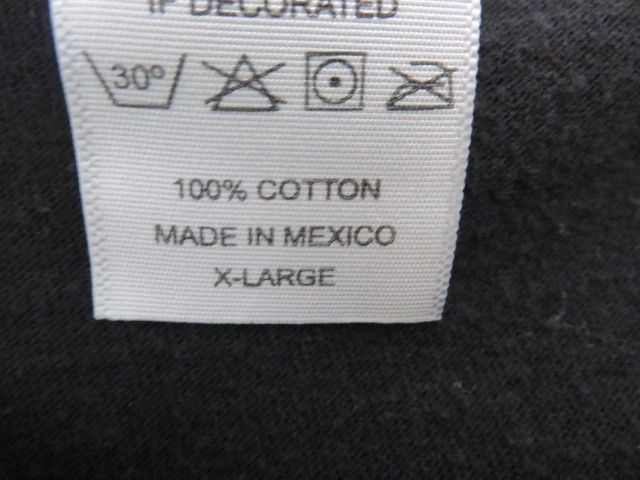 IF DECORATED
30°
100% COTTON
MADE IN MEXICO
X-LARGE